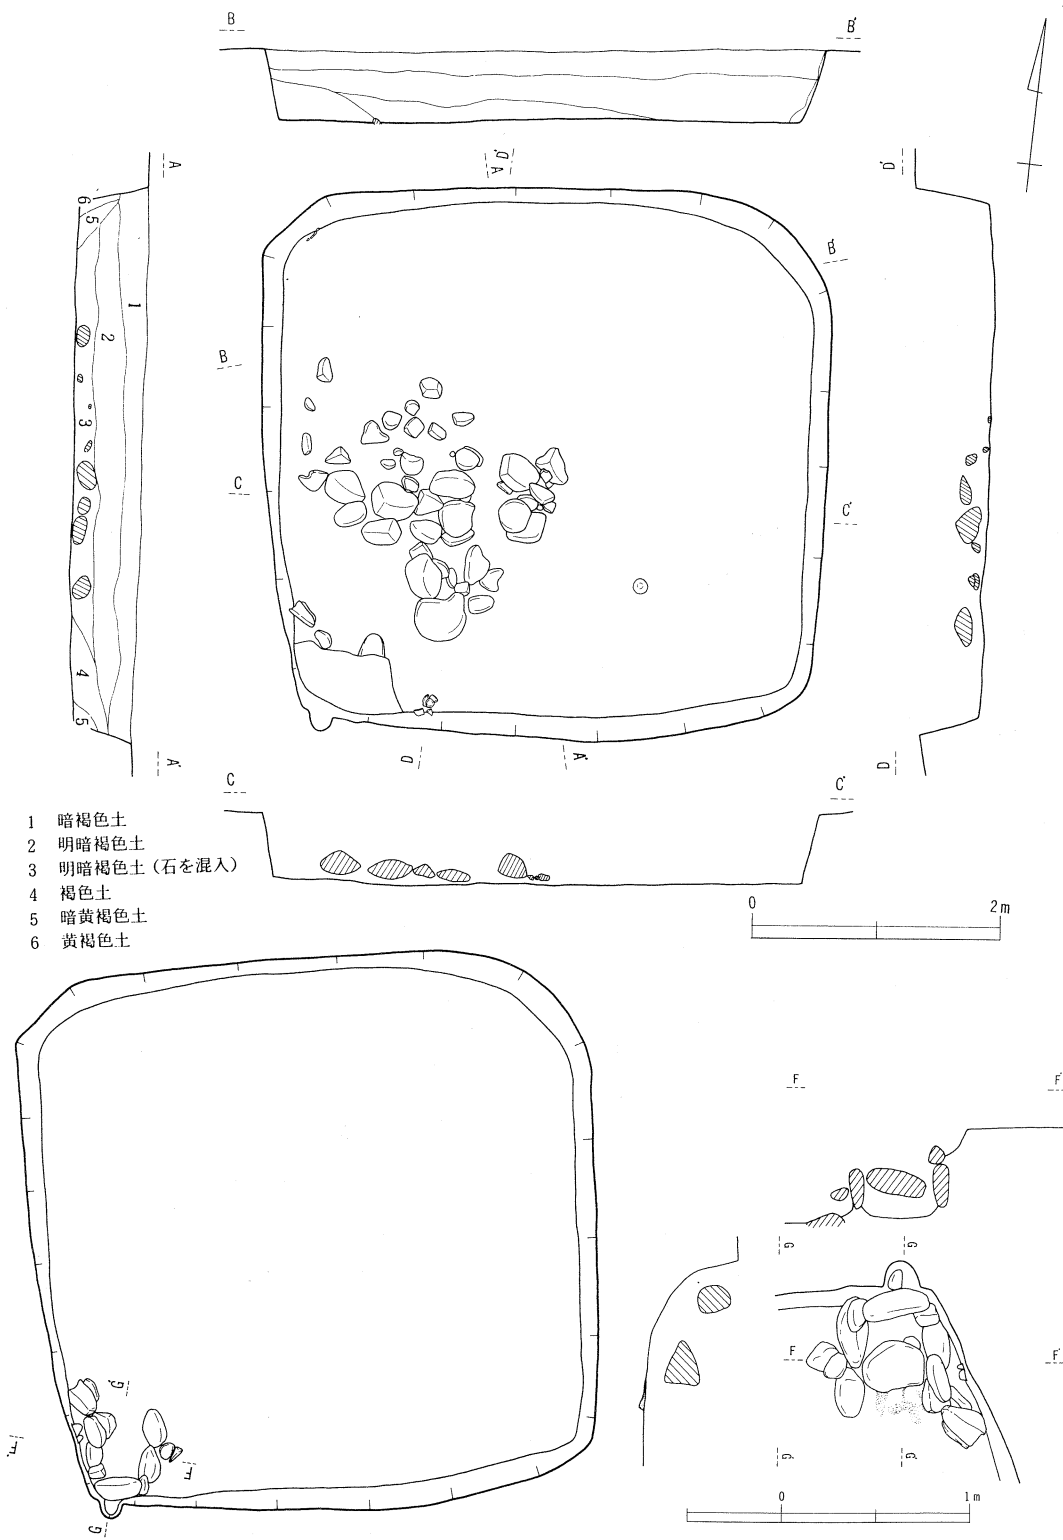 B B'
A D' A D'
6
5
1
2
3
4
5
B B'
C C'
A A' D A' D
C C'
1 暗褐色土
2 明暗褐色土
3 明暗褐色土(石を混入)
4 褐色土
5 暗黄褐色土
6 黄褐色土
0 2m
F F'
G G'
F F'
G G'
G'
F' F
G
0 1m